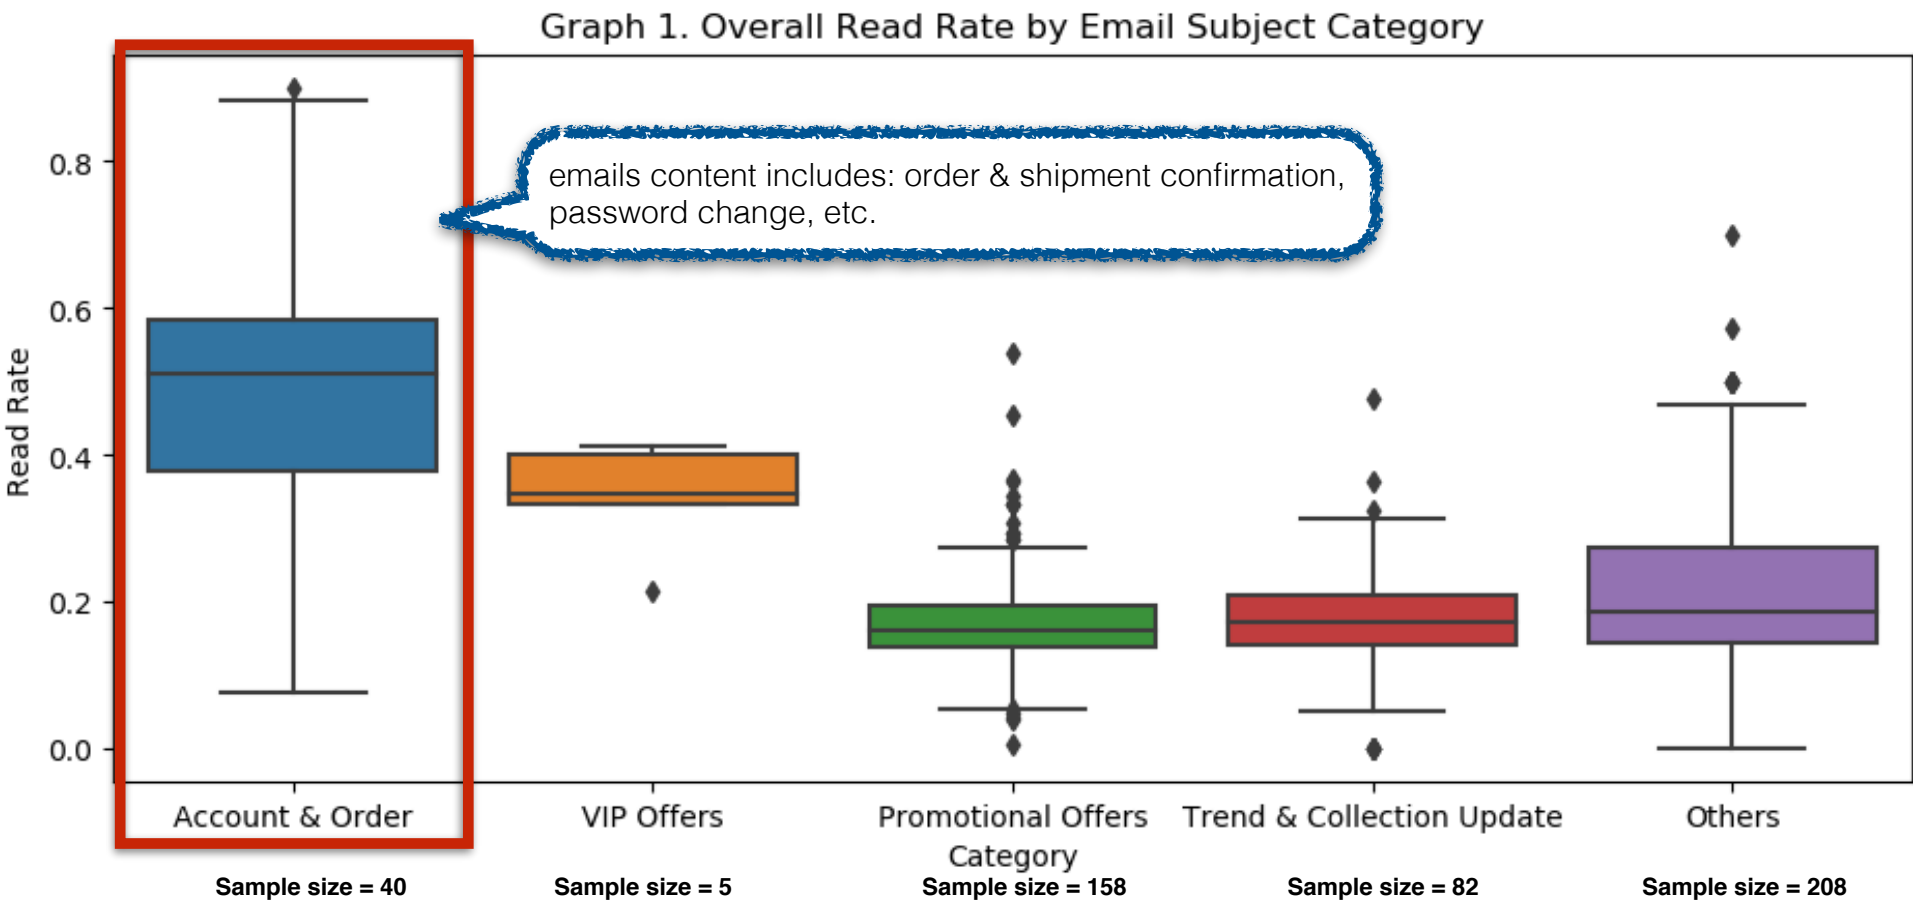 Graph 1. Overall Read Rate by Email Subject Category
emails content includes: order & shipment confirmation,
password change, etc.
Read Rate
0.8
0.6
0.4
0.2
0.0
Account & Order
VIP Offers
Promotional Offers
Trend & Collection Update
Others
Category
Sample size = 40
Sample size = 5
Sample size = 158
Sample size = 82
Sample size = 208